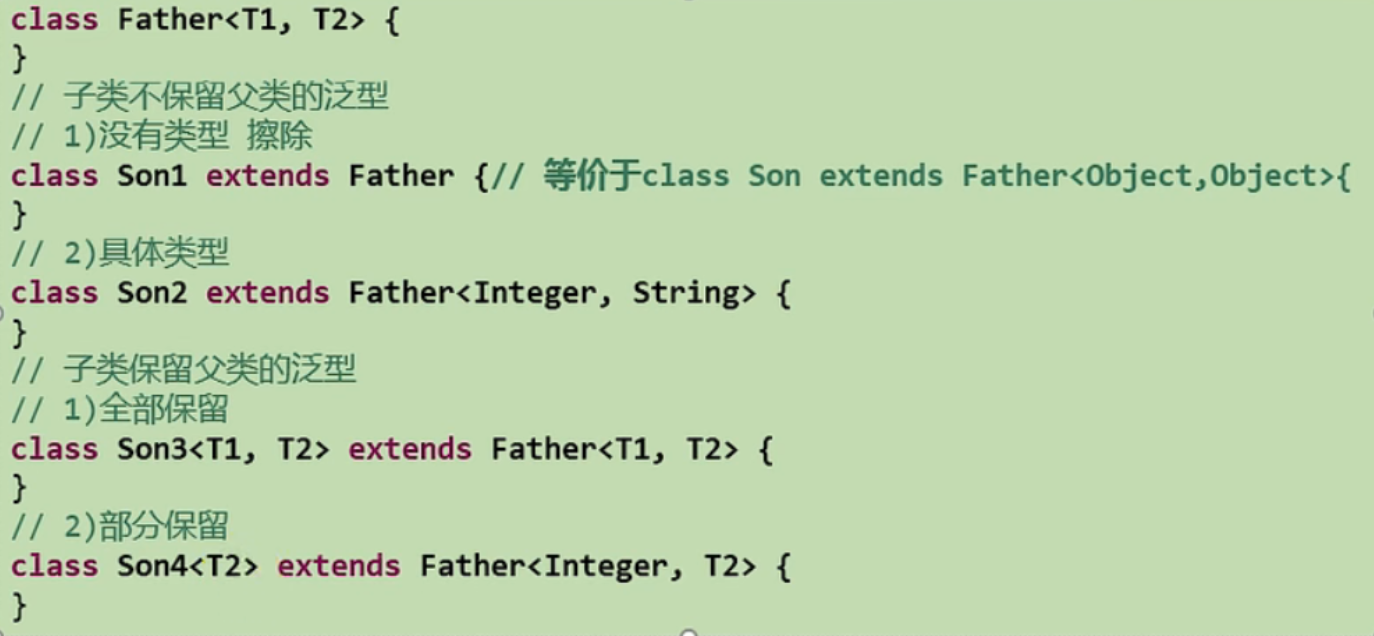 class Father<T1, T2> {
}
// 子类不保留父类的泛型
// 1)没有类型 擦除
class Son1 extends Father {// 等价于class Son extends Father<Object,Object>{
}
// 2)具体类型
class Son2 extends Father<Integer, String> {
}
// 子类保留父类的泛型
// 1)全部保留
class Son3<T1, T2> extends Father<T1, T2> {
}
// 2)部分保留
class Son4<T2> extends Father<Integer, T2> {
}